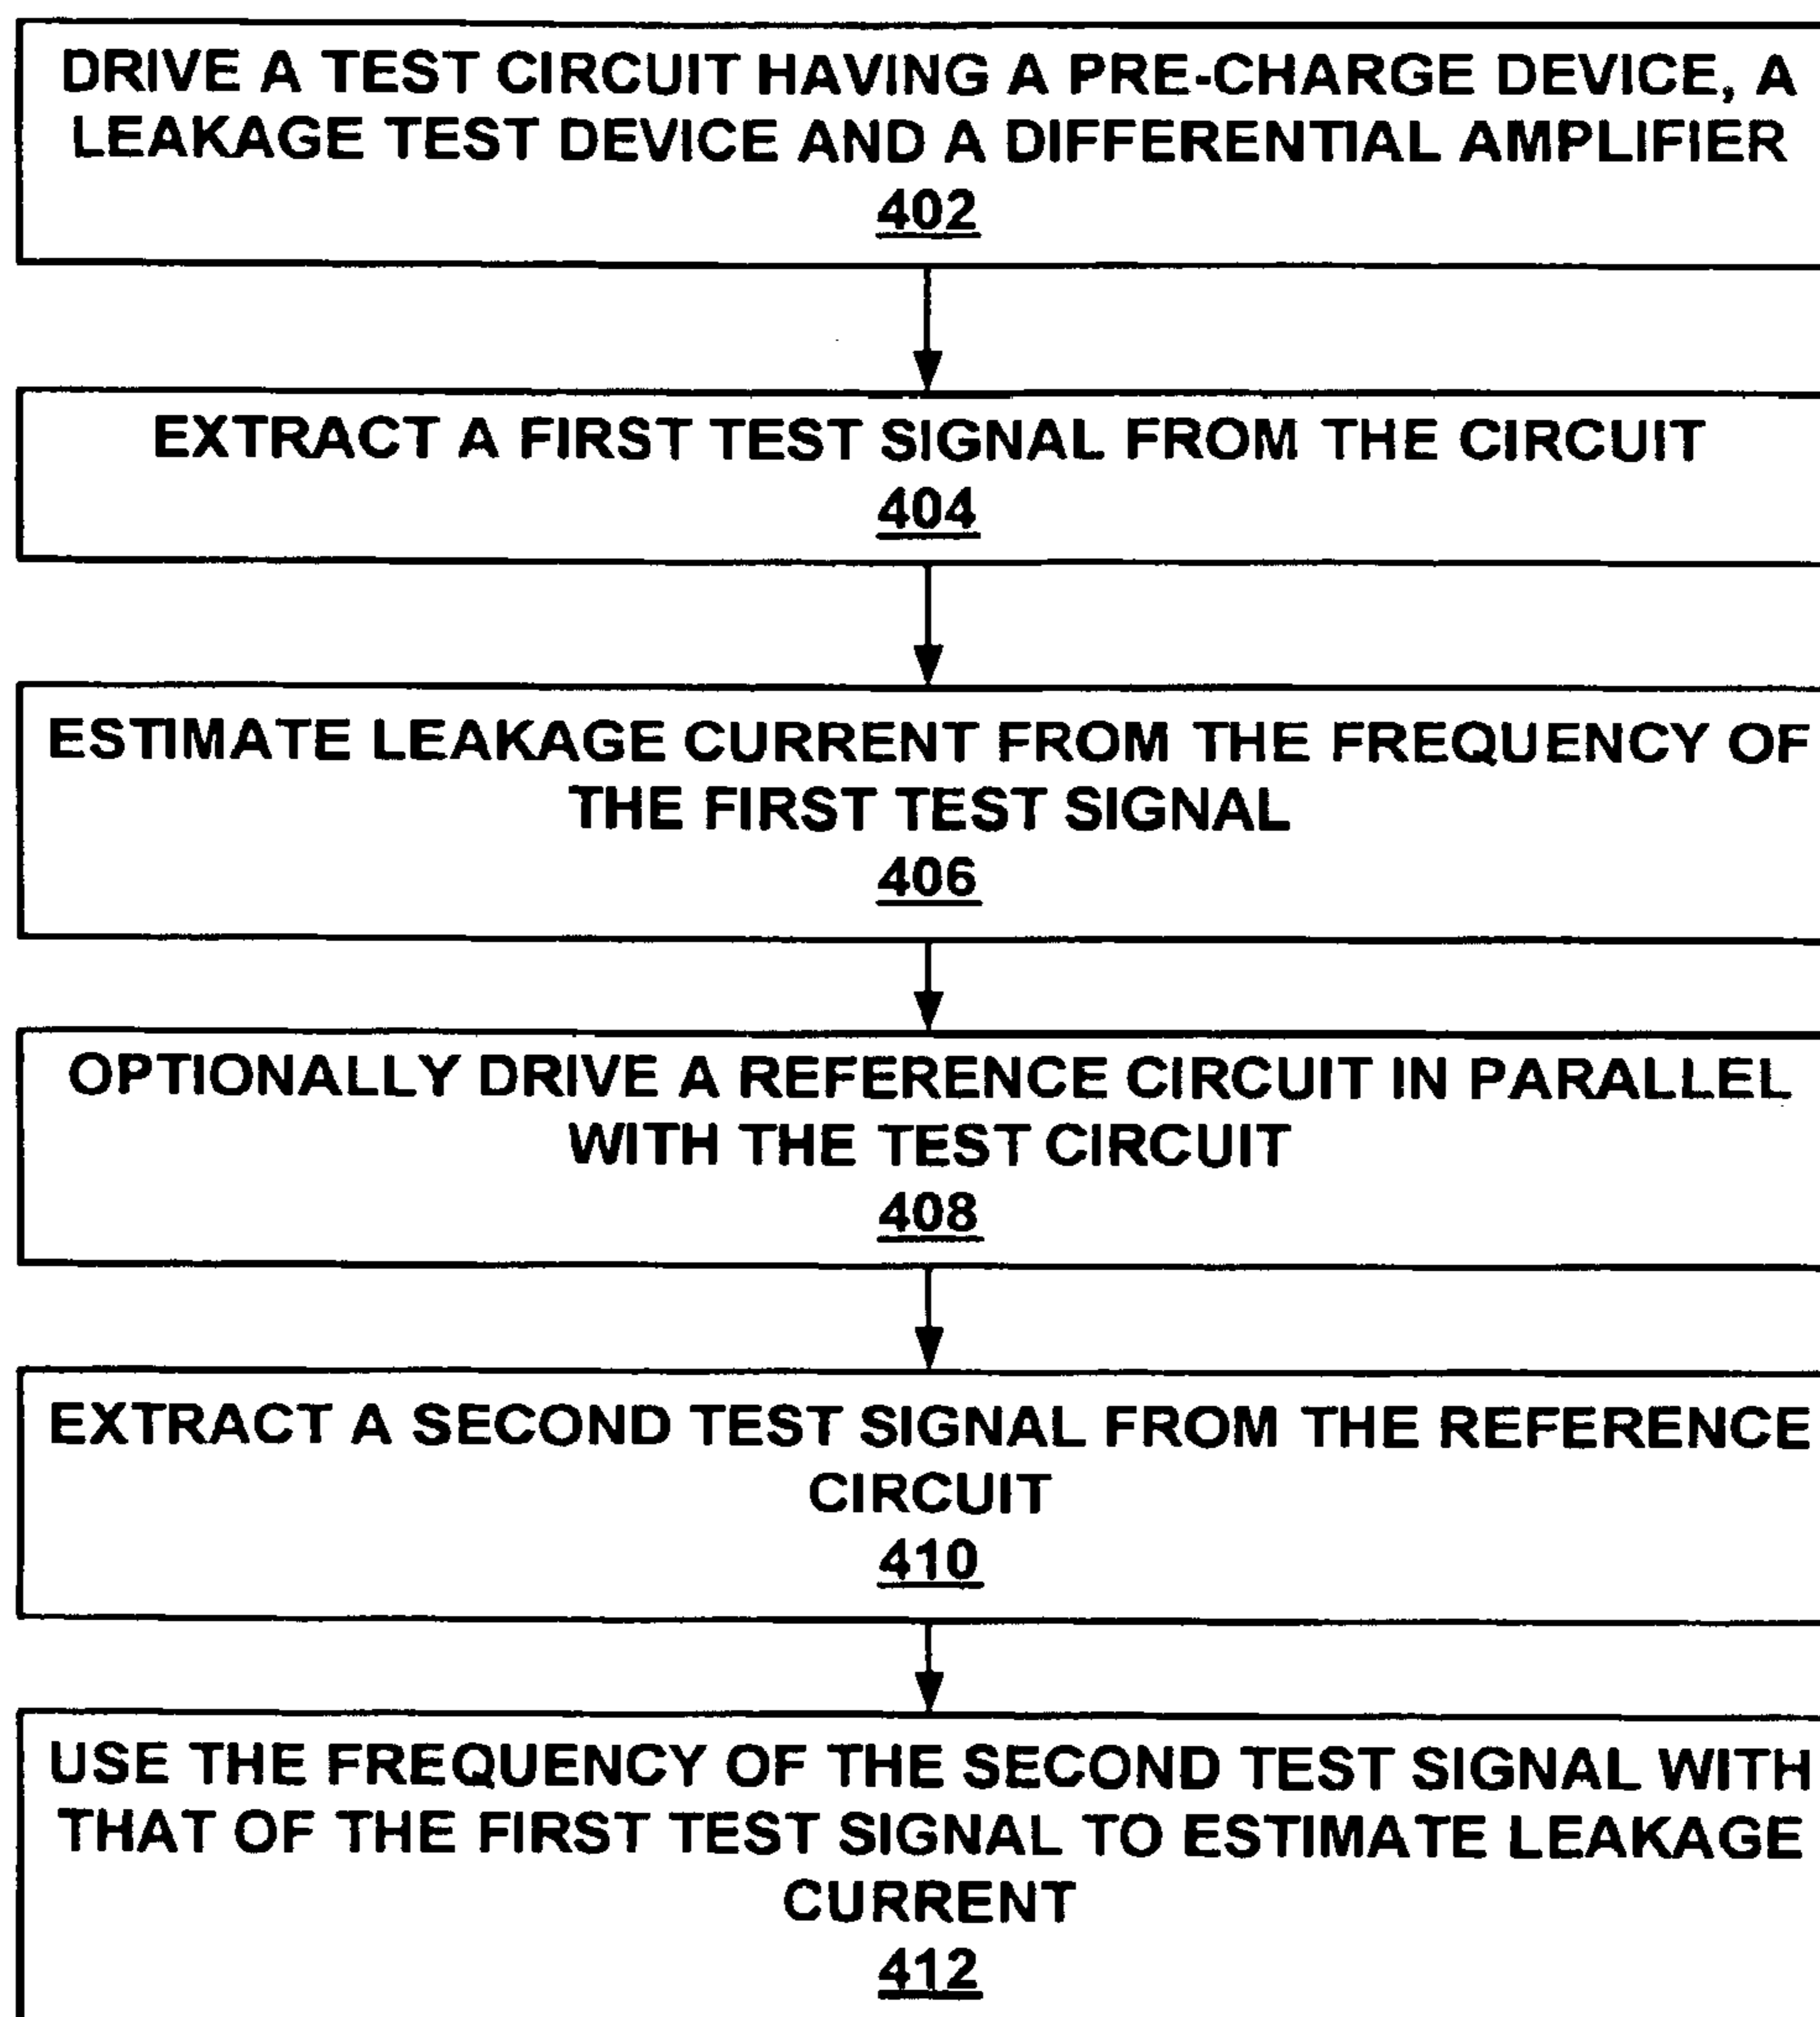 DRIVE A TEST CIRCUIT HAVING A PRE-CHARGE DEVICE, A
LEAKAGE TEST DEVICE AND A DIFFERENTIAL AMPLIFIER
402
EXTRACT A FIRST TEST SIGNAL FROM THE CIRCUIT
404
ESTIMATE LEAKAGE CURRENT FROM THE FREQUENCY OF
THE FIRST TEST SIGNAL
406
OPTIONALLY DRIVE A REFERENCE CIRCUIT IN PARALLEL
WITH THE TEST CIRCUIT
408
EXTRACT A SECOND TEST SIGNAL FROM THE REFERENCE
CIRCUIT
410
USE THE FREQUENCY OF THE SECOND TEST SIGNAL WITH
THAT OF THE FIRST TEST SIGNAL TO ESTIMATE LEAKAGE
CURRENT
412